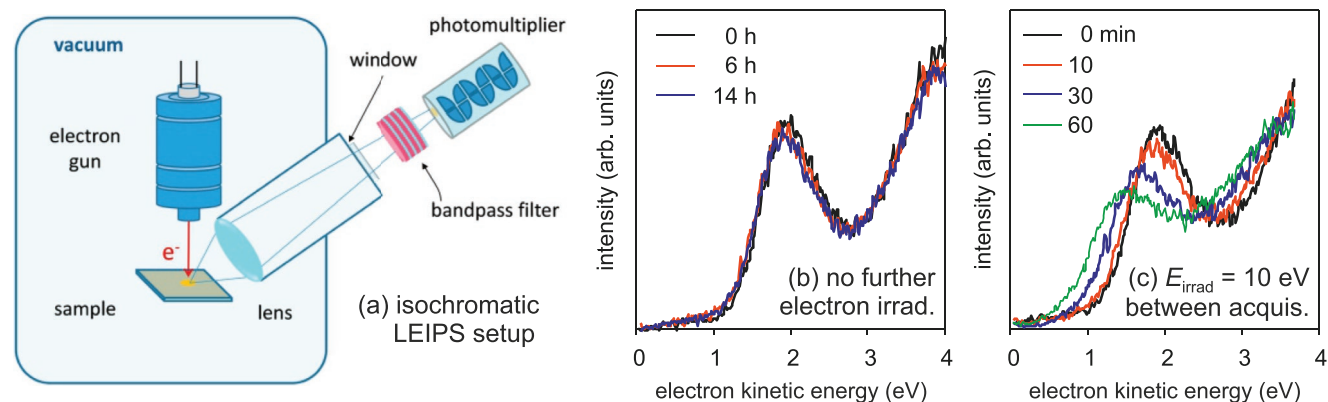 vacuum
photomultiplier
window
electron
gun
bandpass filter
e-
sample
lens
(a) isochromatic
LEIPS setup
intensity (arb. units)
0 h
6 h
14 h
(b) no further
electron irrad.
0 1 2 3 4
electron kinetic energy (eV)
intensity (arb. units)
0 min
10
30
60
(c) Eirrad = 10 eV
between acquis.
0 1 2 3 4
electron kinetic energy (eV)